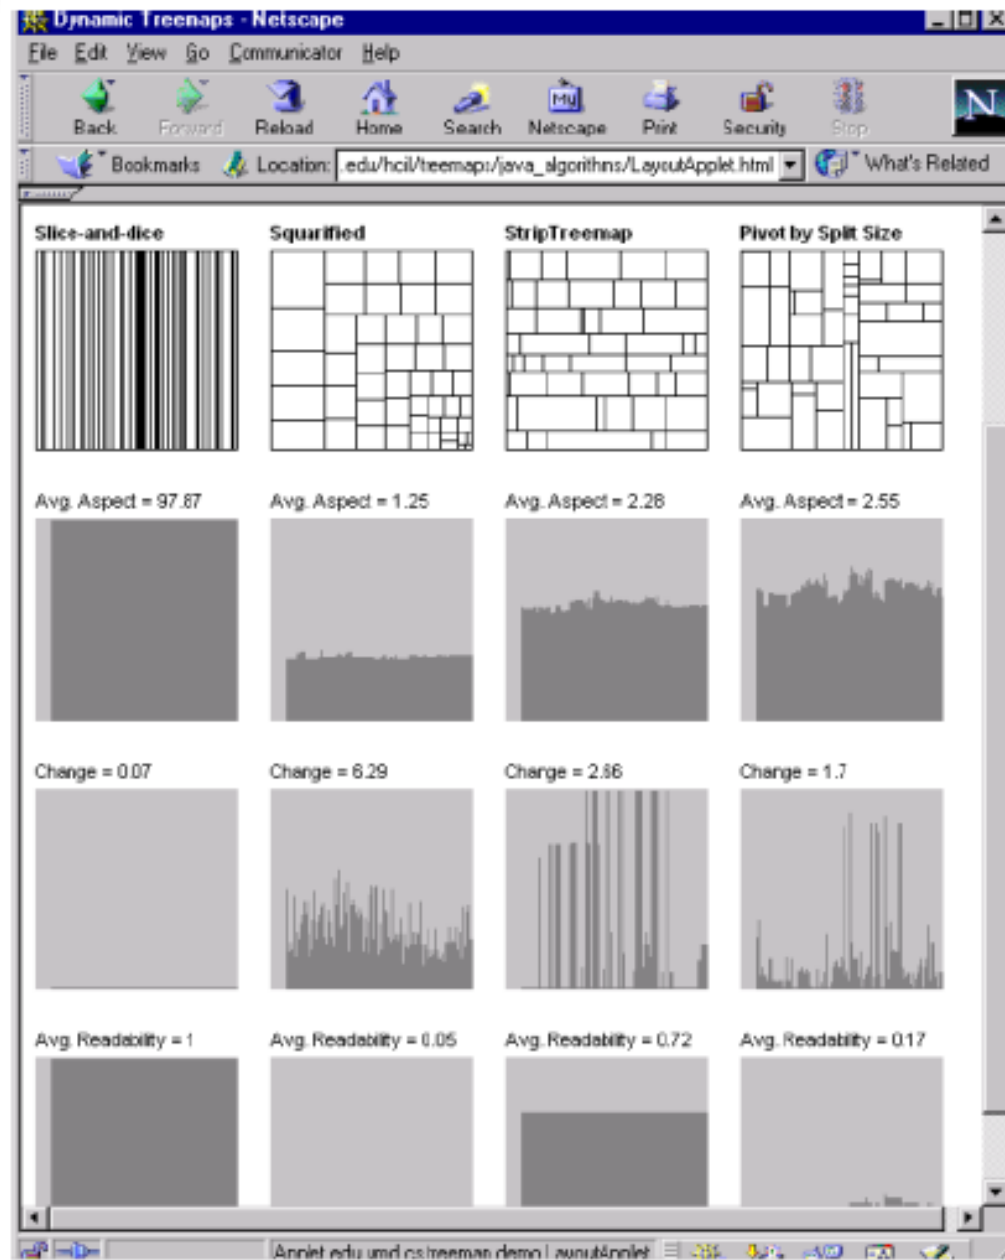 Dynamic Treemaps - Netscape
File Edit View Go Communicator Help
Back Forward Reload Home Search Netscape Print Security Stop
My
N
Bookmarks Location: .edu/hcil/treemaps/java_algorithms/LayoutApplet.html What's Related
Slice-and-dice Squarified StripTreemap Pivot by Split Size
Avg. Aspect = 97.87 Avg. Aspect = 1.25 Avg. Aspect = 2.28 Avg. Aspect = 2.55
Change = 0.07 Change = 6.29 Change = Change = 1.7
Avg. Readability = 1 Avg. Readability = 0.05 Avg. Readability = 0.72 Avg. Readability = 0.17
Applet edu.umd.cs.treemap.demo.LayoutApplet